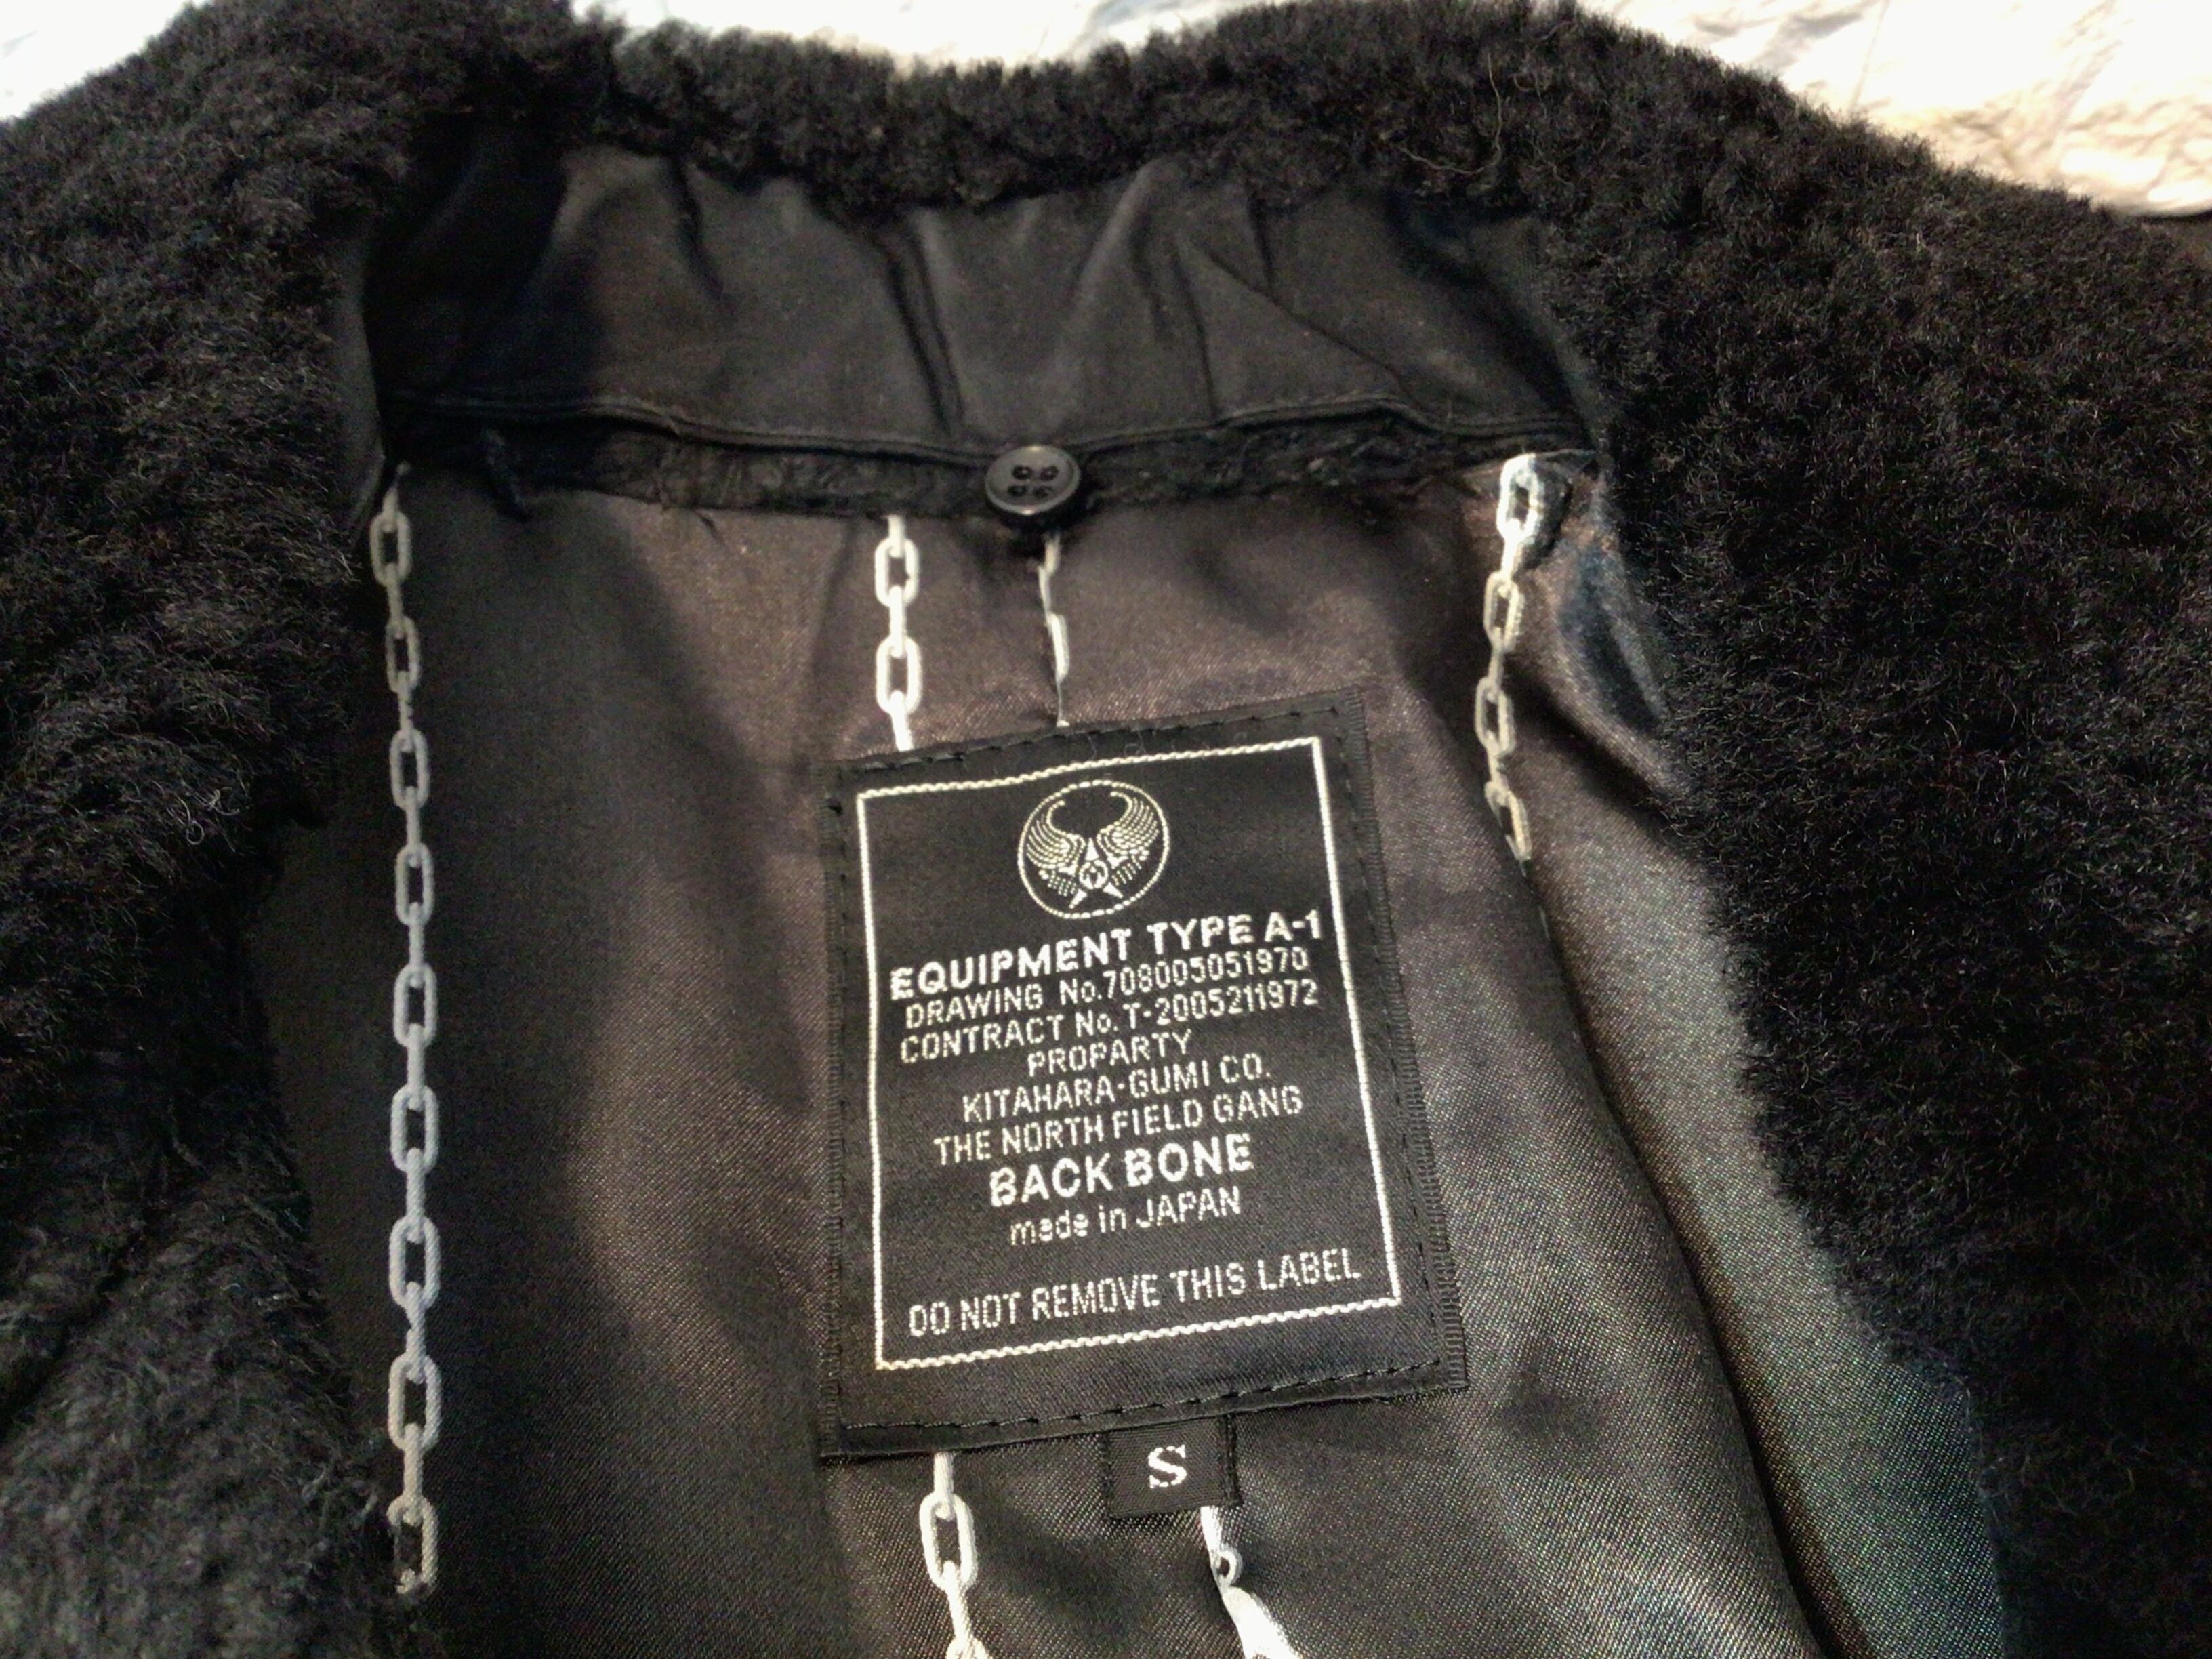 EQUIPMENT TYPE A-1
DRAWING No.708005051970
CONTRACT No.T-2005211972
PROPARTY
KITAHARA-GUMI CO.
THE NORTH FIELD GANG
BACK BONE
made in JAPAN
DO NOT REMOVE THIS LABEL
S